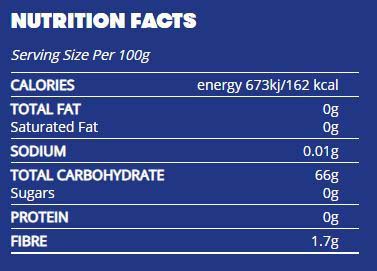 NUTRITION FACTS
Serving Size Per 100g
CALORIES energy 673kj/162 kcal
TOTAL FAT 0g
Saturated Fat 0g
SODIUM 0.01g
TOTAL CARBOHYDRATE 66g
Sugars 0g
PROTEIN 0g
FIBRE 1.7g